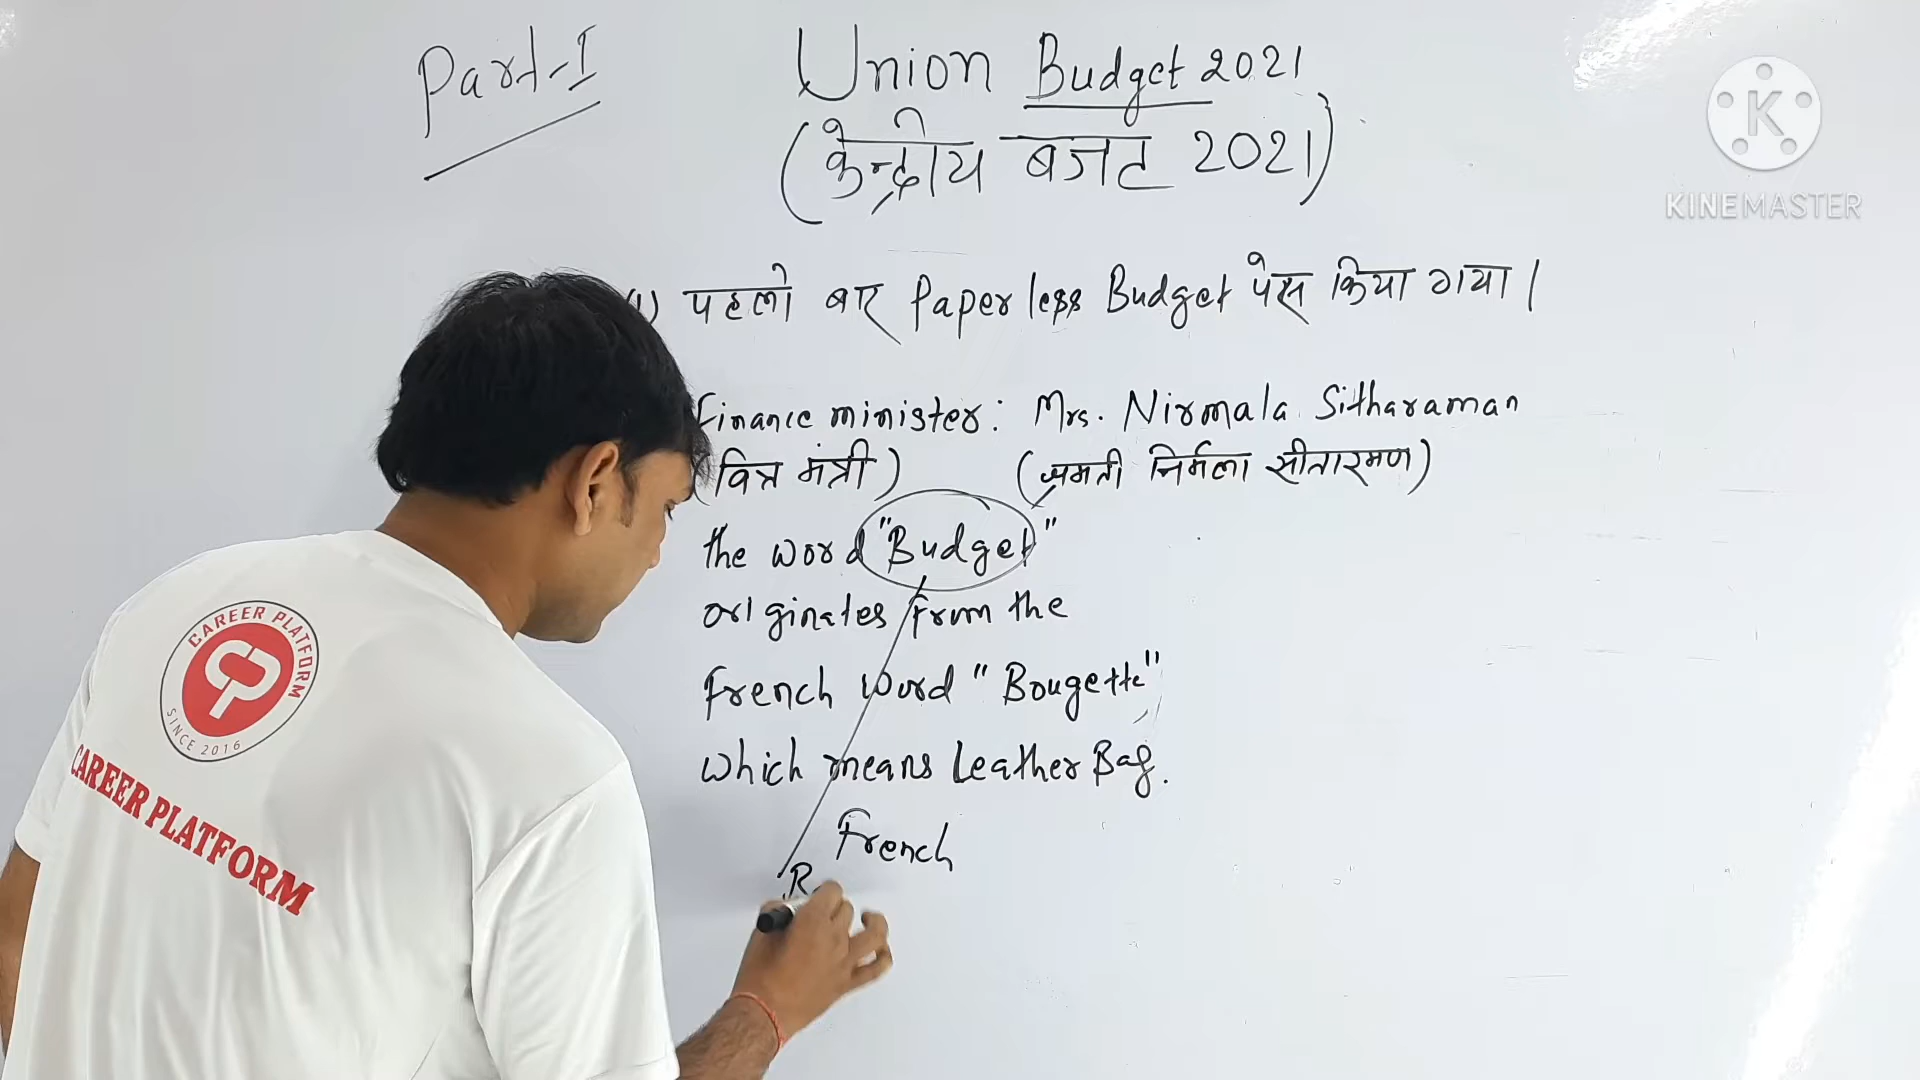 Part-I
Union Budget 2021
(केन्द्रीय बजट 2021)
1) पहली बार Paperless Budget पेस किया गया।
Finance minister: Mrs. Nirmala Sitharaman
(वित्त मंत्री) (श्रमती निर्मला सीतारमण)
the word "Budget"
originates from the
French word "Bougette"
which means Leather Bag.
French
KINEMASTER
CAREER PLATFORM
SINCE 2016
CAREER PLATFORM